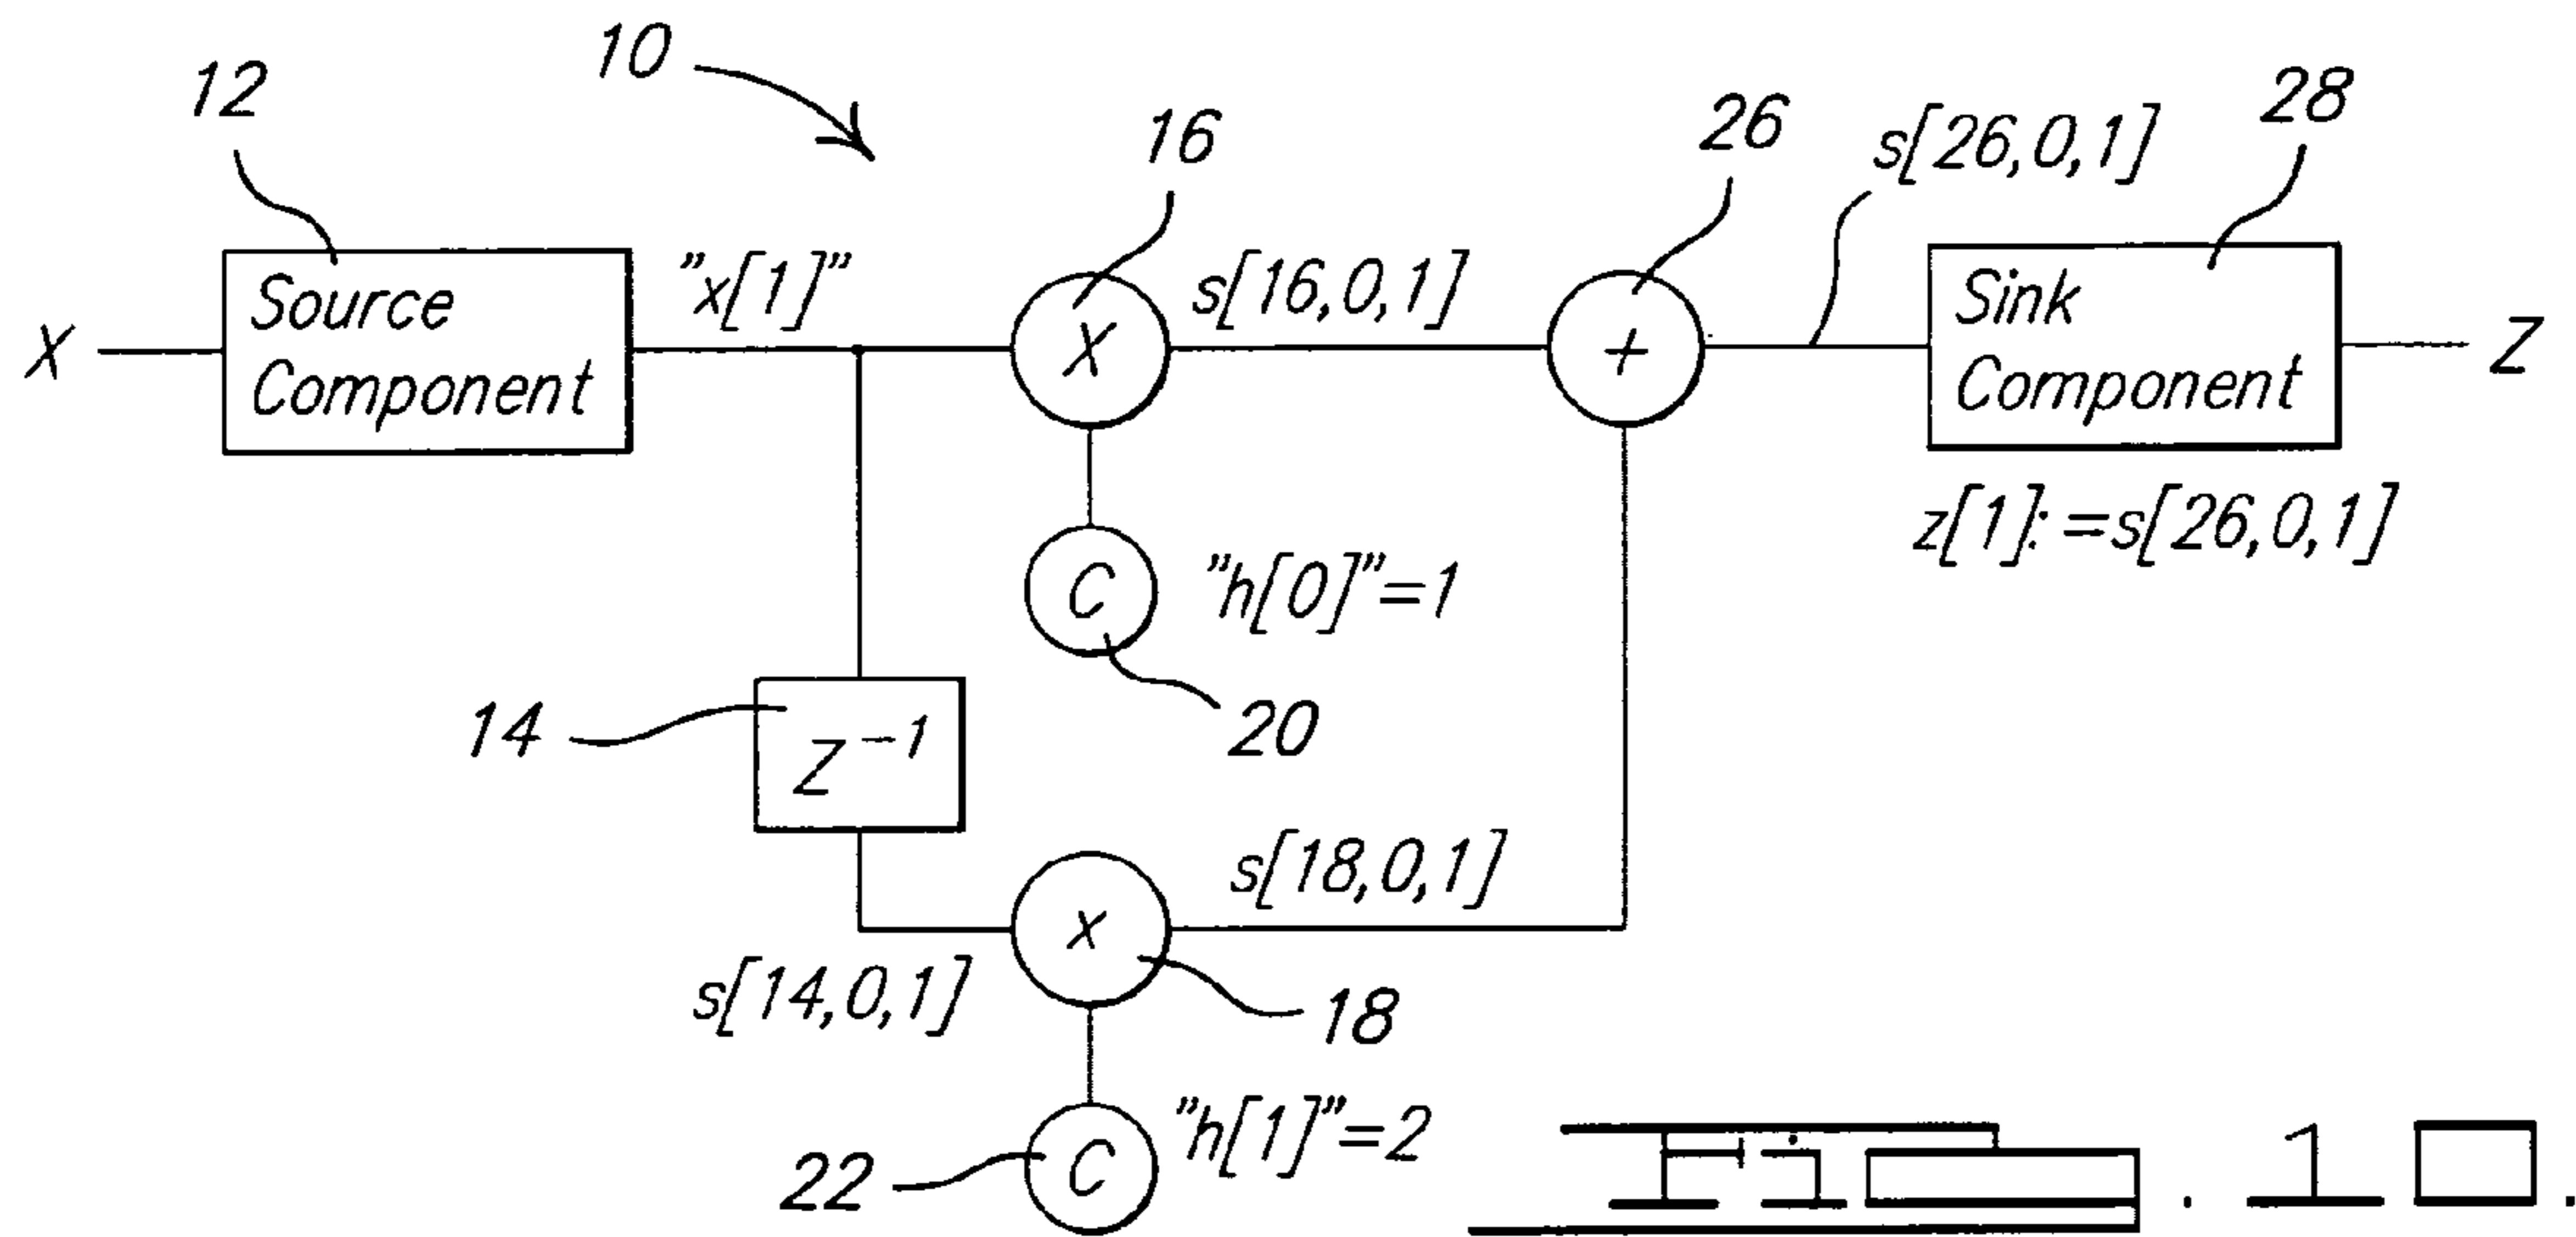 10
12
16
26
28
s[26,0,1]
"x[1]"
s[16,0,1]
X
Source
Component
X
+
Sink
Component
Z
z[1]:=s[26,0,1]
C
"h[0]"=1
20
14
Z⁻¹
s[18,0,1]
x
s[14,0,1]
18
22
C
"h[1]"=2
Fig. 10.